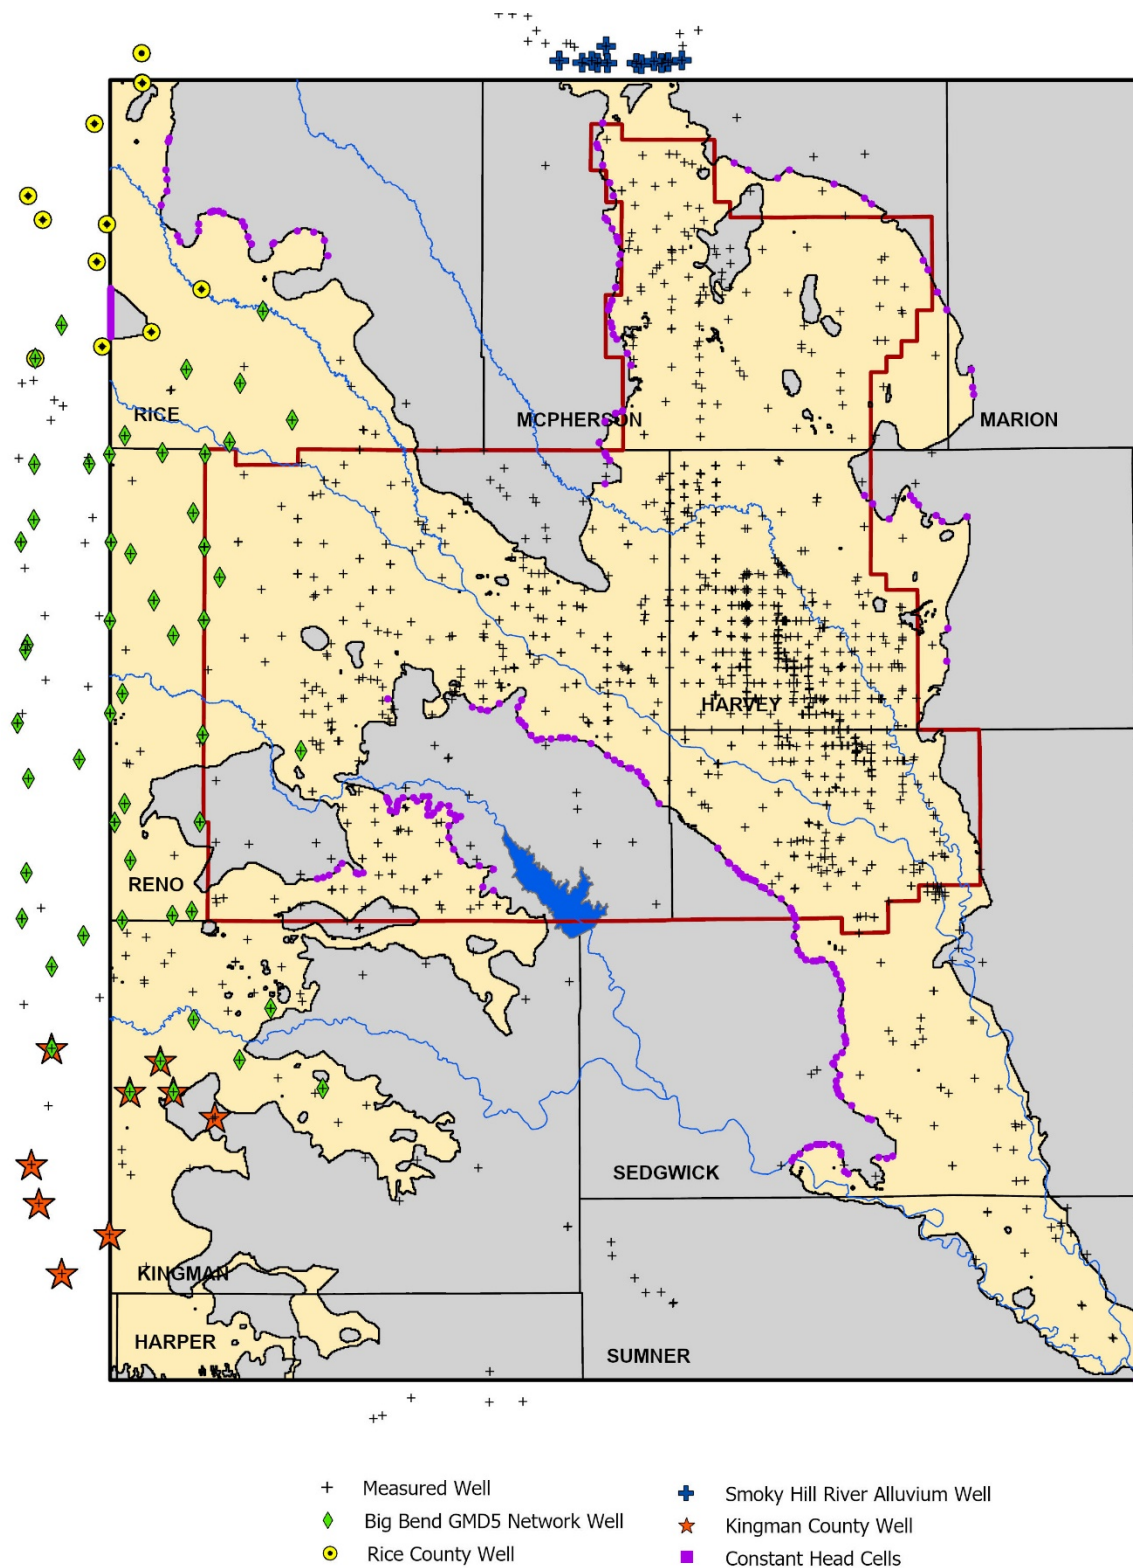 RICE
MCPHERSON
MARION
HARVEY
RENO
SEDGWICK
KINGMAN
HARPER
SUMNER
Measured Well
Big Bend GMD5 Network Well
Rice County Well
Smoky Hill River Alluvium Well
Kingman County Well
Constant Head Cells